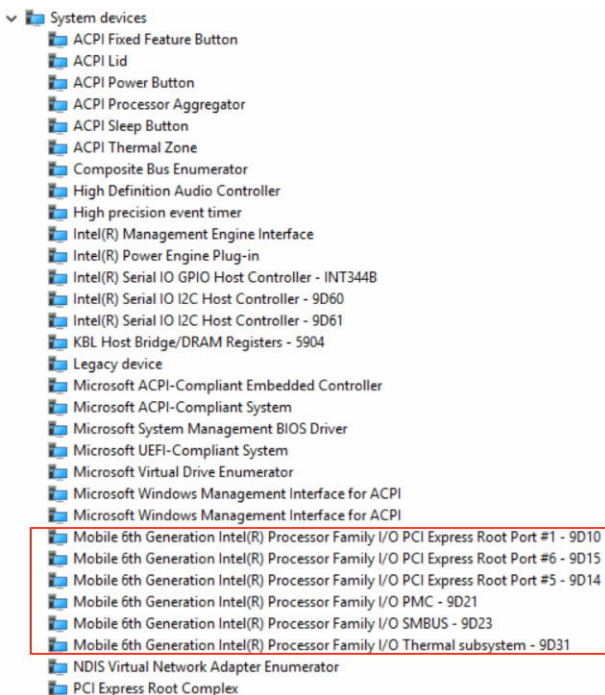 System devices
ACPI Fixed Feature Button
ACPI Lid
ACPI Power Button
ACPI Processor Aggregator
ACPI Sleep Button
ACPI Thermal Zone
Composite Bus Enumerator
High Definition Audio Controller
High precision event timer
Intel(R) Management Engine Interface
Intel(R) Power Engine Plug-in
Intel(R) Serial IO GPIO Host Controller - INT344B
Intel(R) Serial IO I2C Host Controller - 9D60
Intel(R) Serial IO I2C Host Controller - 9D61
KBL Host Bridge/DRAM Registers - 5904
Legacy device
Microsoft ACPI-Compliant Embedded Controller
Microsoft ACPI-Compliant System
Microsoft System Management BIOS Driver
Microsoft UEFI-Compliant System
Microsoft Virtual Drive Enumerator
Microsoft Windows Management Interface for ACPI
Microsoft Windows Management Interface for ACPI
Mobile 6th Generation Intel(R) Processor Family I/O PCI Express Root Port #1 - 9D10
Mobile 6th Generation Intel(R) Processor Family I/O PCI Express Root Port #6 - 9D15
Mobile 6th Generation Intel(R) Processor Family I/O PCI Express Root Port #5 - 9D14
Mobile 6th Generation Intel(R) Processor Family I/O PMC - 9D21
Mobile 6th Generation Intel(R) Processor Family I/O SMBUS - 9D23
Mobile 6th Generation Intel(R) Processor Family I/O Thermal subsystem - 9D31
NDIS Virtual Network Adapter Enumerator
PCI Express Root Complex